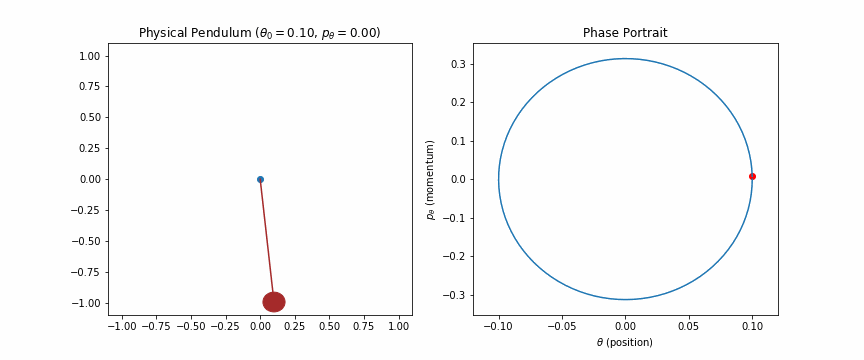 Physical Pendulum (θ₀ = 0.10, p_θ = 0.00)
1.00
0.75
0.50
0.25
0.00
−0.25
−0.50
−0.75
−1.00
−1.00 −0.75 −0.50 −0.25 0.00 0.25 0.50 0.75 1.00
Phase Portrait
p_θ (momentum)
0.3
0.2
0.1
0.0
−0.1
−0.2
−0.3
−0.10 −0.05 0.00 0.05 0.10
θ (position)